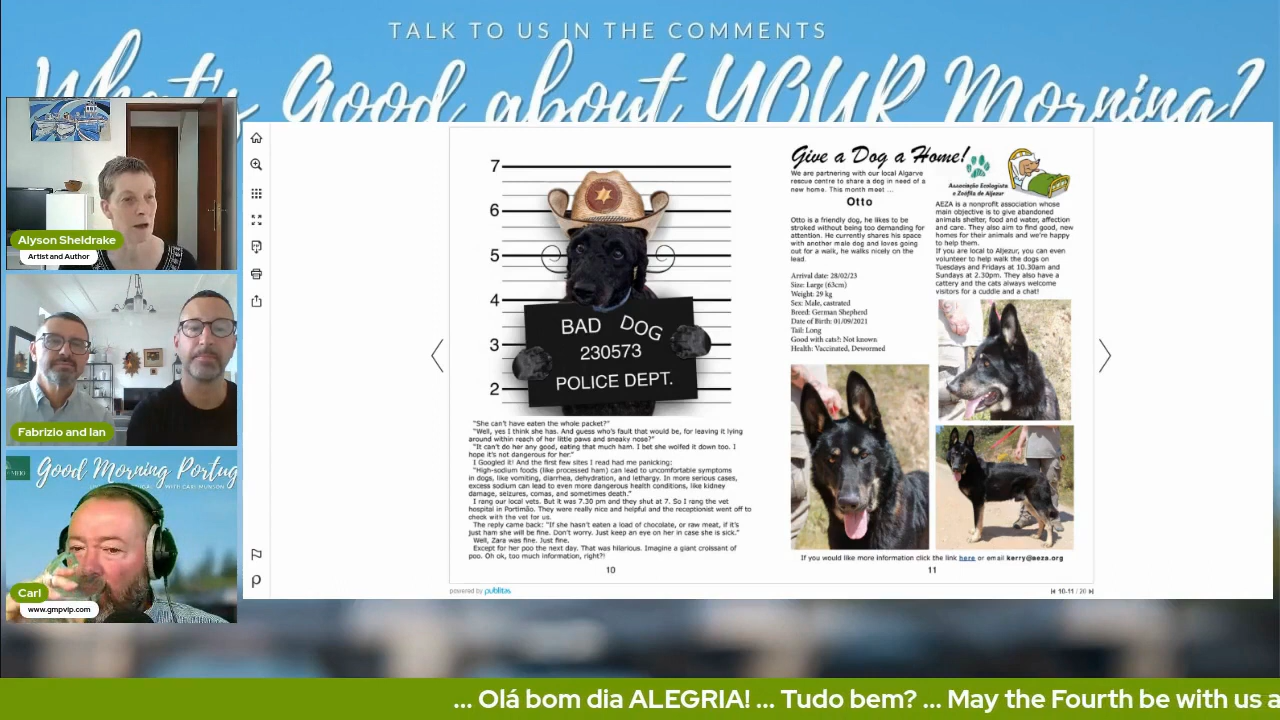 TALK TO US IN THE COMMENTS
What's Good about YOUR Morning?
Alyson Sheldrake
Artist and Author
Fabrizio and Ian
Good Morning Portug
WITH CARL MUNSON
Carl
www.gmpvip.com
7
6
5
4
3
2
BAD DOG
230573
POLICE DEPT.
"She can't have eaten the whole packet?"
"Well, yes I think she has. And guess who's fault that would be, for leaving it lying
around within reach of her little paws and sneaky nose?"
"It can't do her any good, eating that much ham. I bet she wolfed it down too. I
hope it's not dangerous for her."
I Googled it! And the first few sites I read had me panicking:
"High-sodium foods (like processed ham) can lead to uncomfortable symptoms
in dogs, like vomiting, diarrhea, dehydration, and lethargy. In more serious cases,
excess sodium can lead to even more dangerous health conditions, like kidney
damage, seizures, comas, and sometimes death."
I rang our local vets. But it was 7.30 pm and they shut at 7. So I rang the vet
hospital in Portimão. They were really nice and helpful and the receptionist went off to
check with the vet for us.
The reply came back: "If she hasn't eaten a load of chocolate, or raw meat, if it's
just ham she will be fine. Don't worry. Just keep an eye on her in case she is sick."
Well, Zara was fine. Just fine.
Except for her poo the next day. That was hilarious. Imagine a giant croissant of
poo. Oh ok, too much information, right?!
10
Give a Dog a Home!
We are partnering with our local Algarve
rescue centre to share a dog in need of a
new home. This month meet ...
Otto
Otto is a friendly dog, he likes to be
stroked without being too demanding for
attention. He currently shares his space
with another male dog and loves going
out for a walk, he walks nicely on the
lead.
Arrival date: 28/02/23
Size: Large (63cm)
Weight: 29 kg
Sex: Male, castrated
Breed: German Shepherd
Date of Birth: 01/09/2021
Tail: Long
Good with cats?: Not known
Health: Vaccinated, Dewormed
Associação Ecologista
e Zoófila de Aljezur
AEZA is a nonprofit association whose
main objective is to give abandoned
animals shelter, food and water, affection
and care. They also aim to find good, new
homes for their animals and we're happy
to help them.
If you are local to Aljezur, you can even
volunteer to help walk the dogs on
Tuesdays and Fridays at 10.30am and
Sundays at 2.30pm. They also have a
cattery and the cats always welcome
visitors for a cuddle and a chat!
If you would like more information click the link here or email kerry@aeza.org
11
powered by publitas
10-11 / 20
... Olá bom dia ALEGRIA! ... Tudo bem? ... May the Fourth be with us a